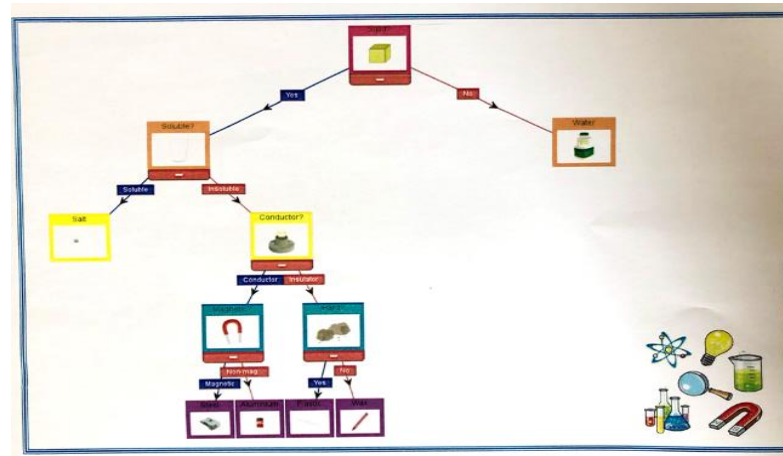 Solid?
Yes
No
Soluble?
Water
Soluble
Insoluble
Salt
Conductor?
Conductor
Insulator
Magnetic
Non-mag
Magnetic
Yes
No
Steel
Aluminium
Plastic
Wax